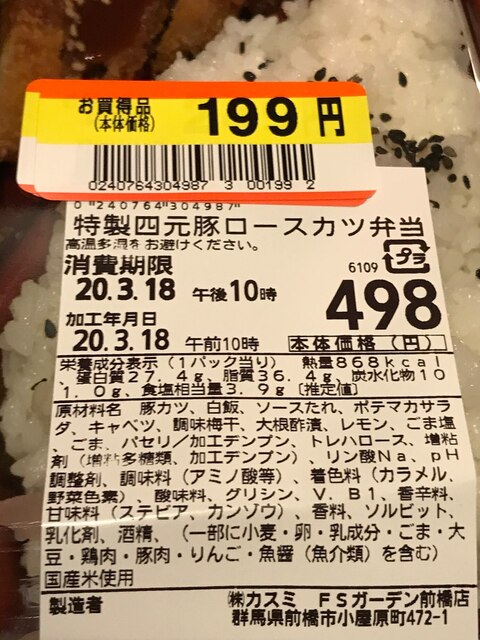 お買得品
(本体価格)
199円
0240764304987 3 00199 2
0 240764 304987
特製四元豚ロースカツ弁当
高温多湿をお避けください。
プラ
消費期限
6109
20.3.18 午後10時
498
加工年月日
20.3.18 午前10時
本体価格(円)
栄養成分表示(1パック当り) 熱量868kcal
、蛋白質27.4g、脂質36.4g、炭水化物10
1.0g、食塩相当量3.9g〔推定値〕
原材料名 豚カツ、白飯、ソースたれ、ポテマカサラ
ダ、キャベツ、調味梅干、大根酢漬、レモン、ごま塩
、ごま、パセリ/加工デンプン、トレハロース、増粘
剤(増粘多糖類、加工デンプン)、リン酸Na、pH
調整剤、調味料(アミノ酸等)、着色料(カラメル、
野菜色素)、酸味料、グリシン、V.B1、香辛料、
甘味料(ステビア、カンゾウ)、香料、ソルビット、
乳化剤、酒精、(一部に小麦・卵・乳成分・ごま・大
豆・鶏肉・豚肉・りんご・魚醤(魚介類)を含む)
国産米使用
製造者
㈱カスミ FSガーデン前橋店
群馬県前橋市小屋原町472-1